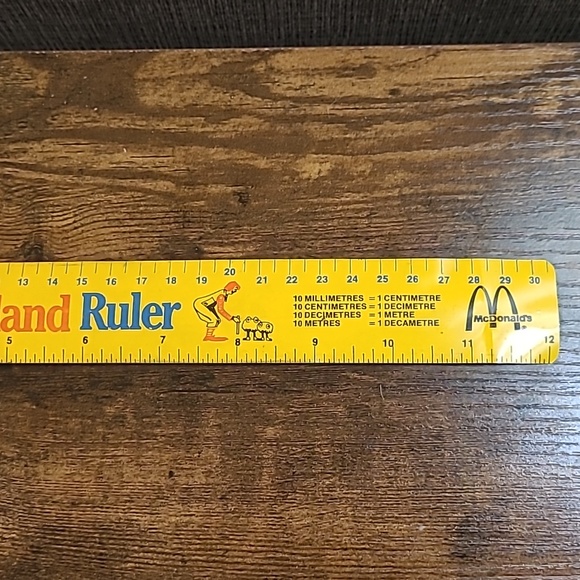 13 14 15 16 17 18 19 20 21 22 23 24 25 26 27 28 29 30
and Ruler
10 MILLIMETRES = 1 CENTIMETRE
10 CENTIMETRES = 1 DECIMETRE
10 DECIMETRES = 1 METRE
10 METRES = 1 DECAMETRE
McDonald's
5 6 7 8 9 10 11 12